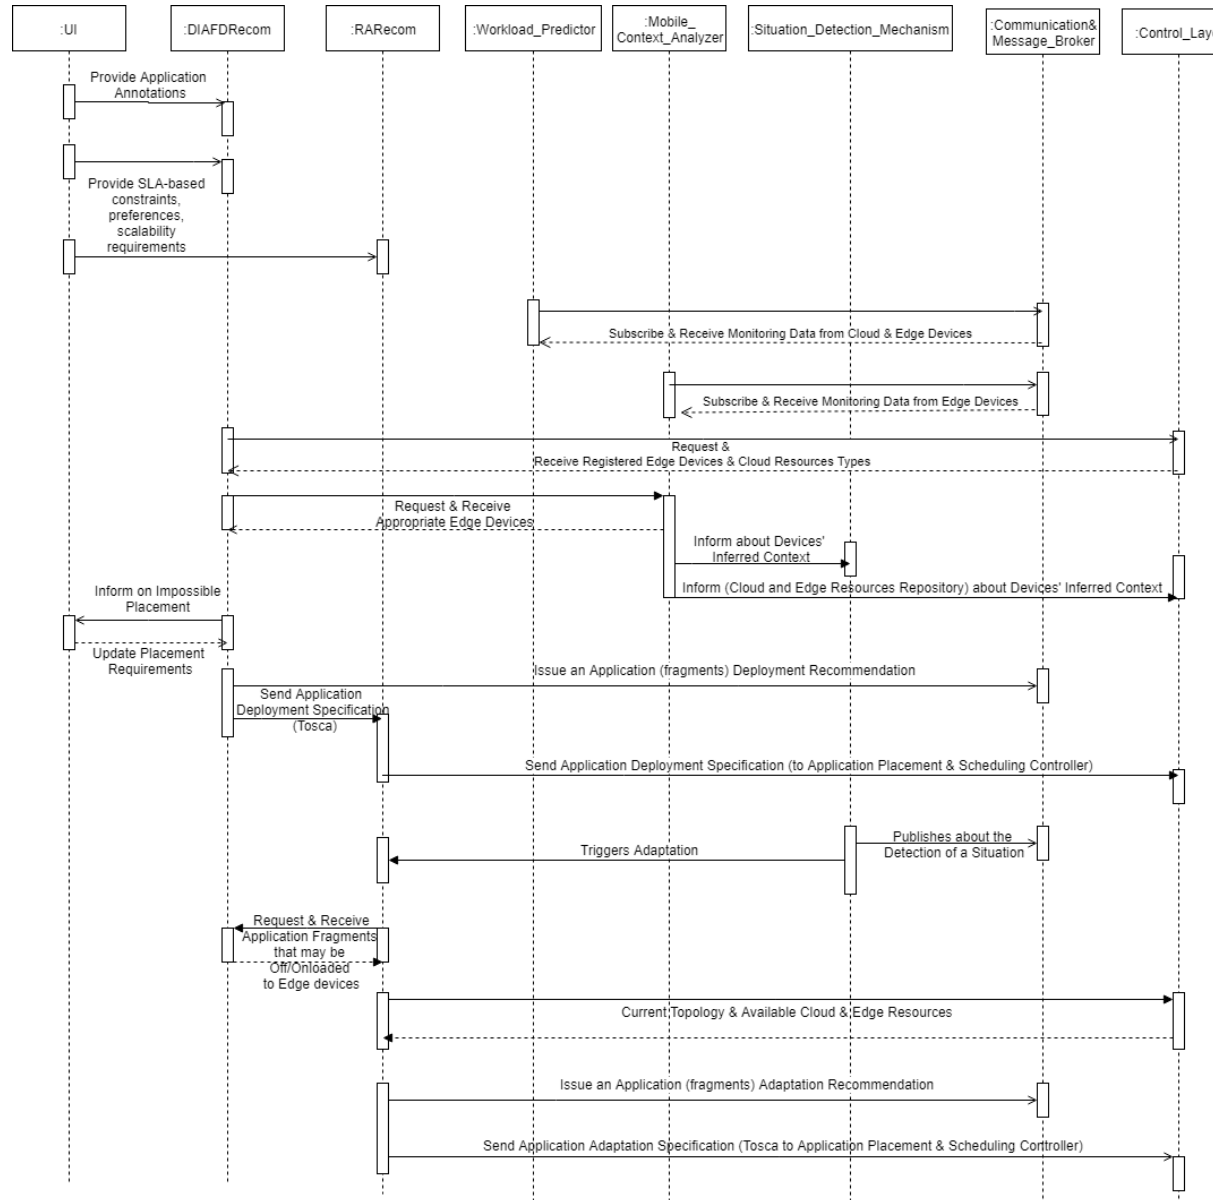 :UI
:DIAFDRecom
:RARecom
:Workload_Predictor
:Mobile_
Context_Analyzer
:Situation_Detection_Mechanism
:Communication&
Message_Broker
:Control_Laye
Provide Application
Annotations
Provide SLA-based
constraints,
preferences,
scalability
requirements
Subscribe & Receive Monitoring Data from Cloud & Edge Devices
Subscribe & Receive Monitoring Data from Edge Devices
Request &
Receive Registered Edge Devices & Cloud Resources Types
Request & Receive
Appropriate Edge Devices
Inform about Devices'
Inferred Context
Inform (Cloud and Edge Resources Repository) about Devices' Inferred Context
Inform on Impossible
Placement
Update Placement
Requirements
Issue an Application (fragments) Deployment Recommendation
Send Application
Deployment Specification
(Tosca)
Send Application Deployment Specification (to Application Placement & Scheduling Controller)
Publishes about the
Detection of a Situation
Triggers Adaptation
Request & Receive
Application Fragments
that may be
Off/Onloaded
to Edge devices
Current Topology & Available Cloud & Edge Resources
Issue an Application (fragments) Adaptation Recommendation
Send Application Adaptation Specification (Tosca to Application Placement & Scheduling Controller)